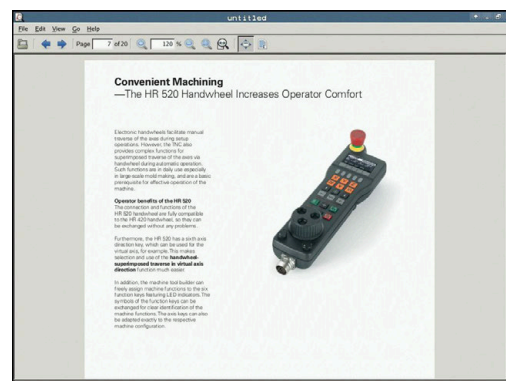 untitled
File Edit View Go Help
Page 7 of 20 120 %
Convenient Machining
—The HR 520 Handwheel Increases Operator Comfort
Electronic handwheels facilitate manual
traverse of the axes during setup
operations. However, the TNC also
provides complex functions for
superimposed traverse of the axes via
handwheel during automatic operation.
Such functions are in daily use especially
in large-scale mold making, and are a basic
prerequisite for effective operation of the
machine.
Operator benefits of the HR 520
The connection and functions of the
HR 520 handwheel are fully compatible
to the HR 420 handwheel, so they can
be exchanged without any problems.
Furthermore, the HR 520 has a sixth axis
direction key, which can be used for the
virtual axis, for example. This makes
selection and use of the handwheel-
superimposed traverse in virtual axis
direction function much easier.
In addition, the machine tool builder can
freely assign machine functions to the six
function keys featuring LED indicators. The
symbols of the function keys can be
exchanged for clear identification of the
machine functions. The axis keys can also
be adapted exactly to the respective
machine configuration.